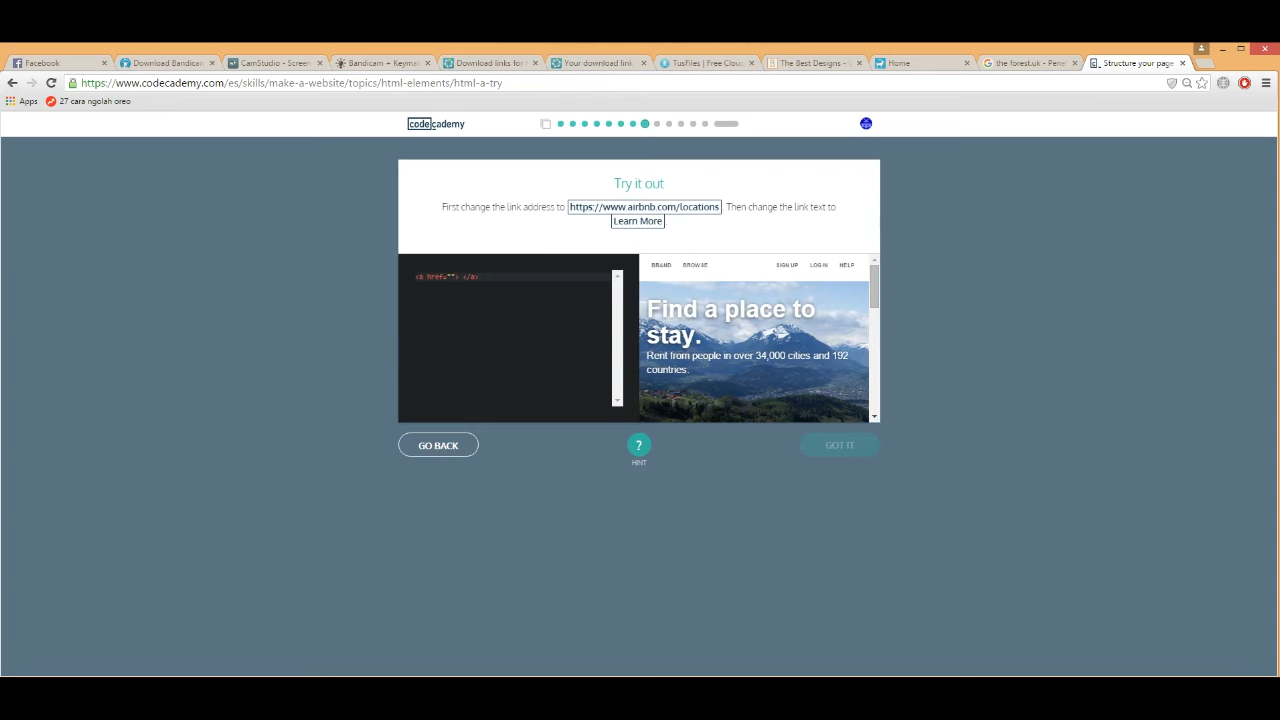 Facebook
Download Bandicam
CamStudio - Screen
Bandicam + Keyma
Download links for
Your download link
TusFiles | Free Cloud
The Best Designs -
Home
the forest.uk - Pene
Structure your page
https://www.codecademy.com/es/skills/make-a-website/topics/html-elements/html-a-try
Apps
27 cara ngolah oreo
codecademy
Try it out
First change the link address to https://www.airbnb.com/locations Then change the link text to
Learn More
<a href=""> </a>
BRAND BROWSE SIGN UP LOG IN HELP
Find a place to
stay.
Rent from people in over 34,000 cities and 192
countries.
GO BACK
?
HINT
GOT IT